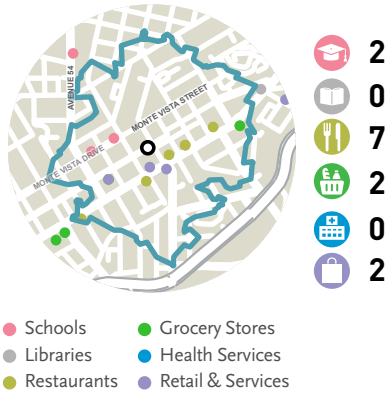 AVENUE 54
MONTE VISTA STREET
MONTE VISTA DRIVE
2
0
7
2
0
2
Schools
Grocery Stores
Libraries
Health Services
Restaurants
Retail & Services